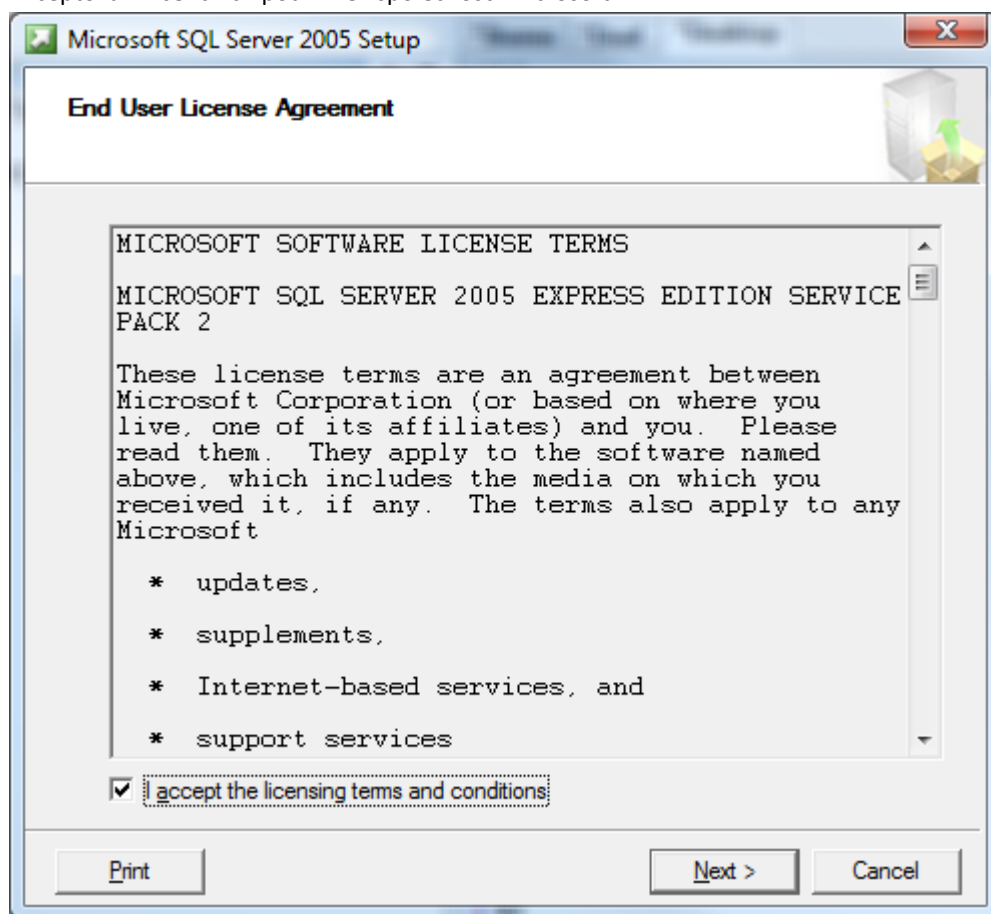 Microsoft SQL Server 2005 Setup
End User License Agreement
MICROSOFT SOFTWARE LICENSE TERMS
MICROSOFT SQL SERVER 2005 EXPRESS EDITION SERVICE
PACK 2
These license terms are an agreement between
Microsoft Corporation (or based on where you
live, one of its affiliates) and you.  Please
read them.  They apply to the software named
above, which includes the media on which you
received it, if any.  The terms also apply to any
Microsoft
* updates,
* supplements,
* Internet-based services, and
* support services
I accept the licensing terms and conditions
Print
Next >
Cancel